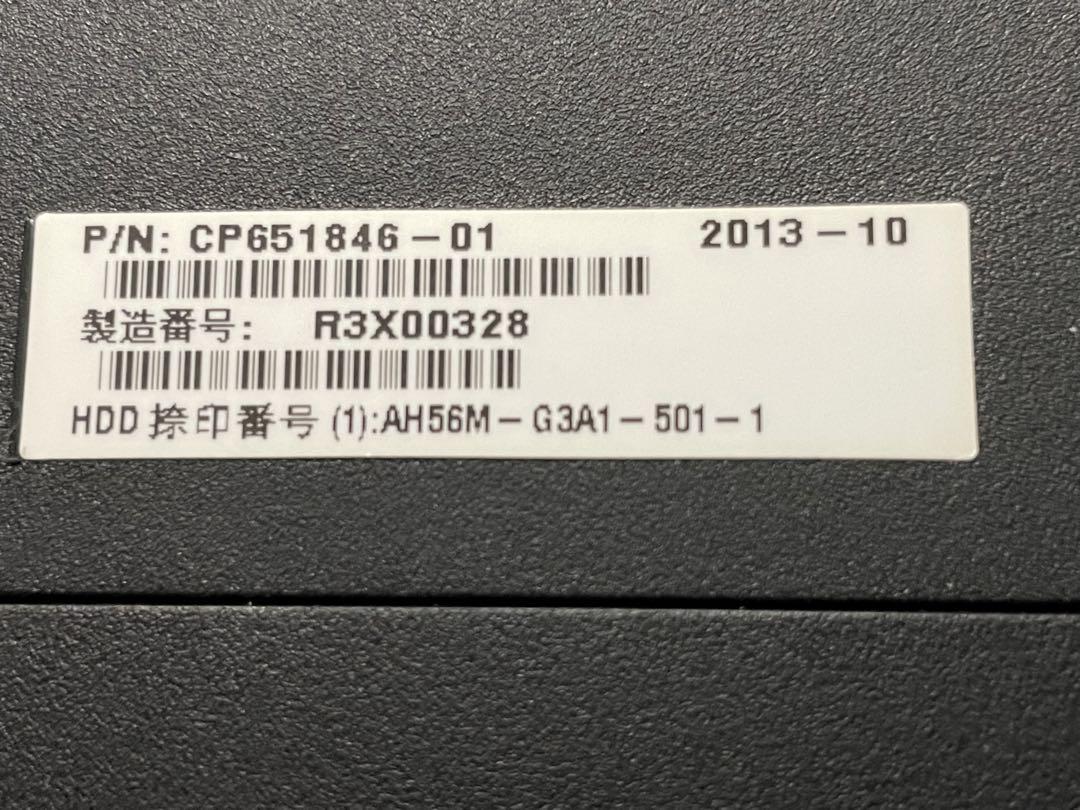 P/N: CP651846-01 2013-10
製造番号: R3X00328
HDD 捺印番号 (1):AH56M-G3A1-501-1